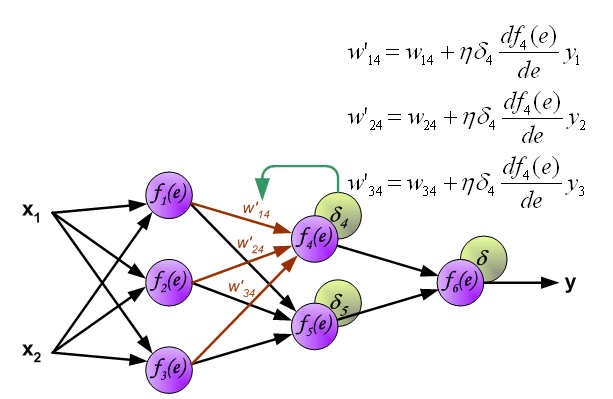 w'₁₄ = w₁₄ + ηδ₄ df₄(e)/de y₁
w'₂₄ = w₂₄ + ηδ₄ df₄(e)/de y₂
w'₃₄ = w₃₄ + ηδ₄ df₄(e)/de y₃
x₁
f₁(e)
w'₁₄
δ₄
f₄(e)
w'₂₄
δ
f₂(e)
f₆(e)
y
w'₃₄
δ₅
f₅(e)
x₂
f₃(e)